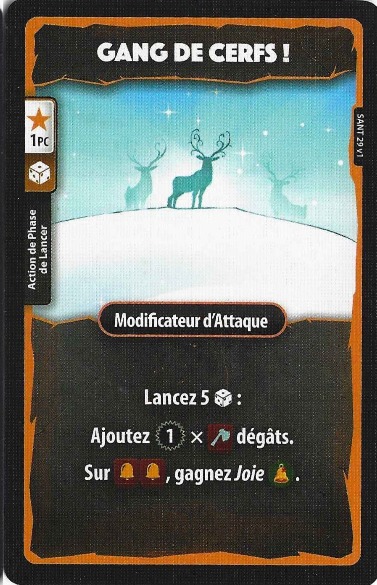 GANG DE CERFS !
1PC
SANT 29 v1
Action de Phase
de Lancer
Modificateur d'Attaque
Lancez 5 :
Ajoutez 1 × dégâts.
Sur , gagnez Joie .